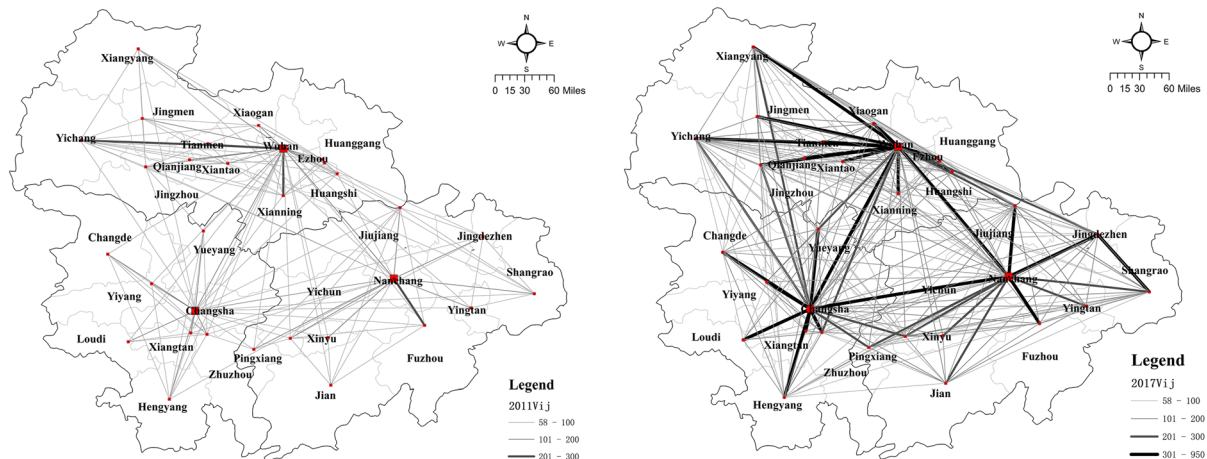 N
W E
S
0 15 30 60 Miles
Xiangyang
Jingmen
Xiaogan
Yichang
Tianmen
Wuhan
Huanggang
Ezhou
Qianjiang
Xiantao
Huangshi
Jingzhou
Xianning
Changde
Yueyang
Jiujiang
Jingdezhen
Nanchang
Shangrao
Yiyang
Yichun
Changsha
Yingtan
Loudi
Xiangtan
Xinyu
Pingxiang
Fuzhou
Zhuzhou
Jian
Hengyang
Legend
2011Vij
58 - 100
101 - 200
201 - 300
N
W E
S
0 15 30 60 Miles
Xiangyang
Jingmen
Xiaogan
Yichang
Tianmen
Wuhan
Huanggang
Ezhou
Qianjiang
Xiantao
Huangshi
Jingzhou
Xianning
Changde
Yueyang
Jiujiang
Jingdezhen
Nanchang
Shangrao
Yiyang
Yichun
Changsha
Yingtan
Loudi
Xiangtan
Xinyu
Pingxiang
Fuzhou
Zhuzhou
Jian
Hengyang
Legend
2017Vij
58 - 100
101 - 200
201 - 300
301 - 950